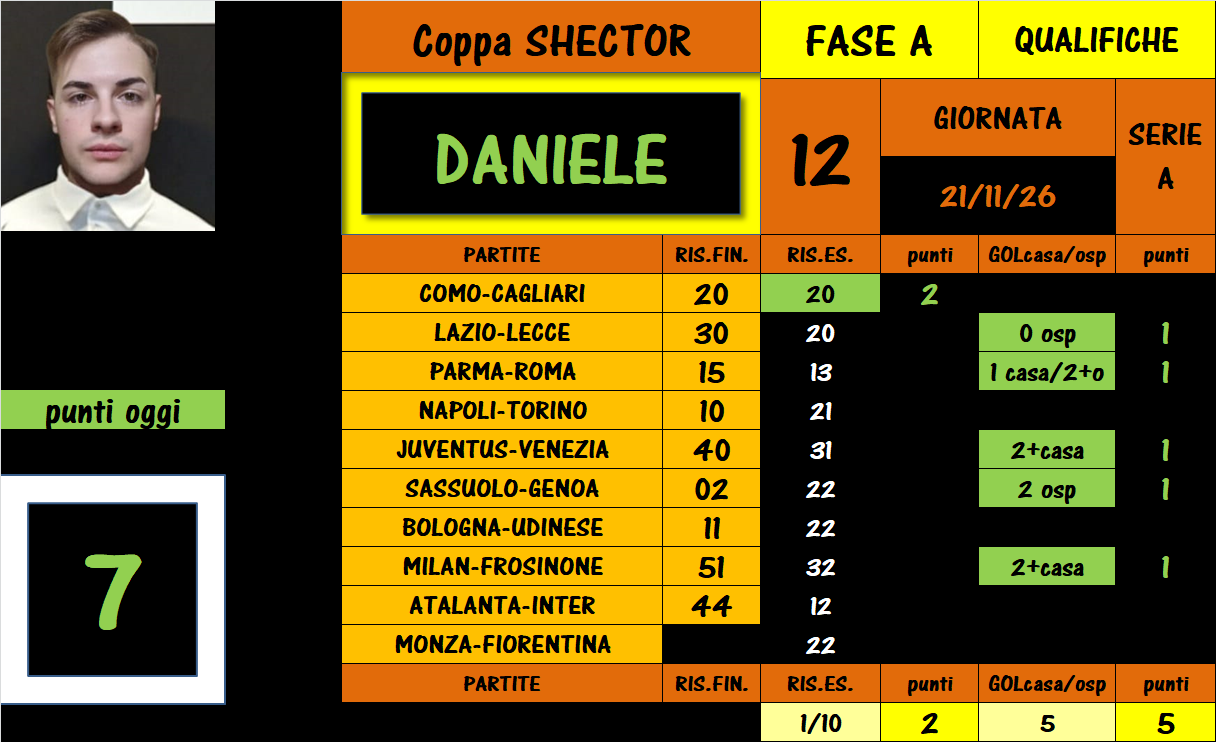 Coppa SHECTOR FASE A QUALIFICHE
DANIELE 12 GIORNATA SERIE A
21/11/26
PARTITE RIS.FIN. RIS.ES. punti GOLcasa/osp punti
COMO-CAGLIARI 20 20 2
LAZIO-LECCE 30 20 0 osp 1
PARMA-ROMA 15 13 1 casa/2+o 1
punti oggi
NAPOLI-TORINO 10 21
JUVENTUS-VENEZIA 40 31 2+casa 1
SASSUOLO-GENOA 02 22 2 osp 1
BOLOGNA-UDINESE 11 22
7
MILAN-FROSINONE 51 32 2+casa 1
ATALANTA-INTER 44 12
MONZA-FIORENTINA 22
PARTITE RIS.FIN. RIS.ES. punti GOLcasa/osp punti
1/10 2 5 5